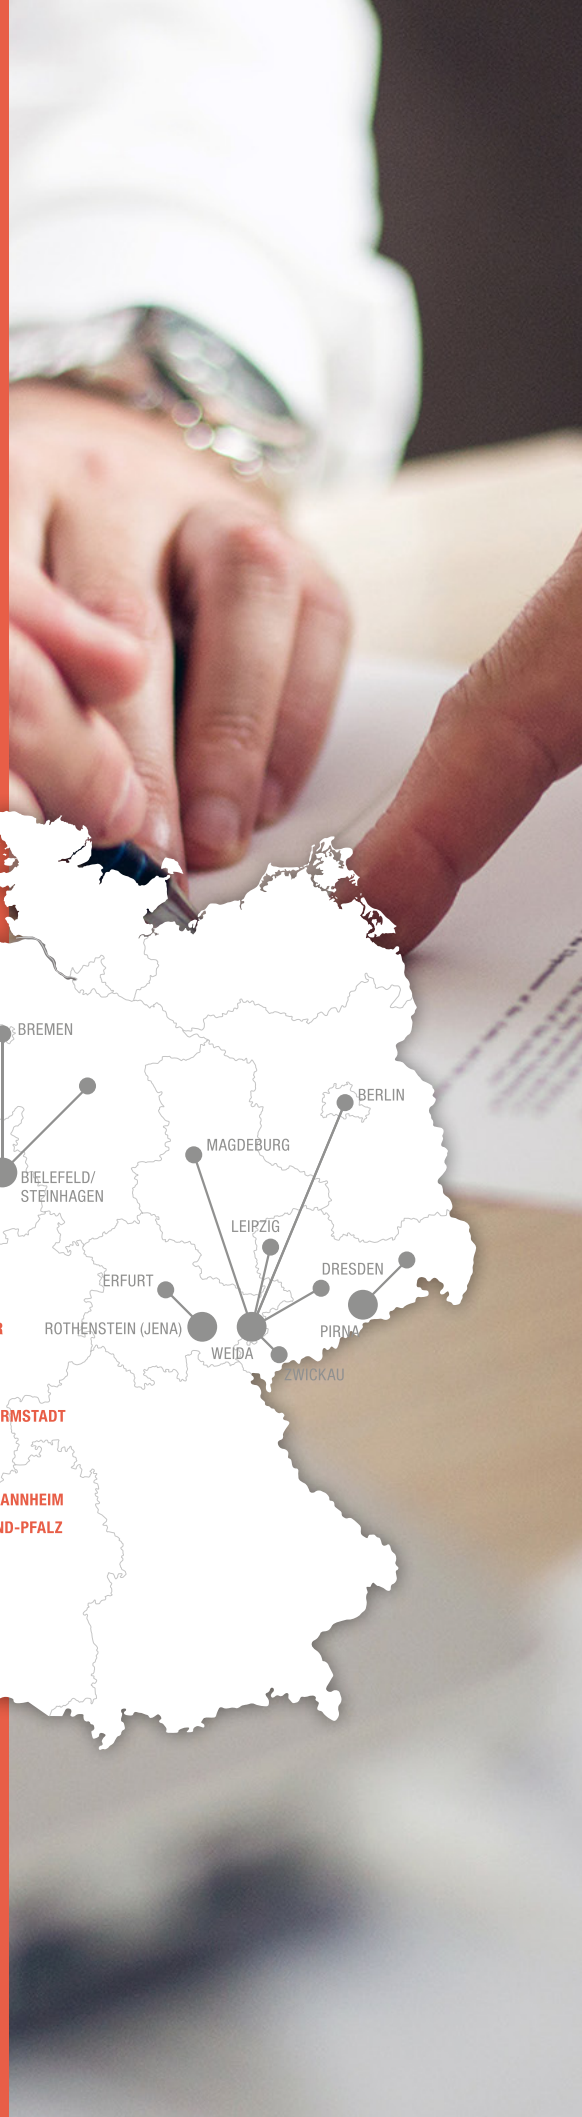 BREMEN
BERLIN
MAGDEBURG
BIELEFELD/
STEINHAGEN
LEIPZIG
DRESDEN
ERFURT
ROTHENSTEIN (JENA)
PIRNA
WEIDA
ZWICKAU
R
RMSTADT
ANNHEIM
ND-PFALZ